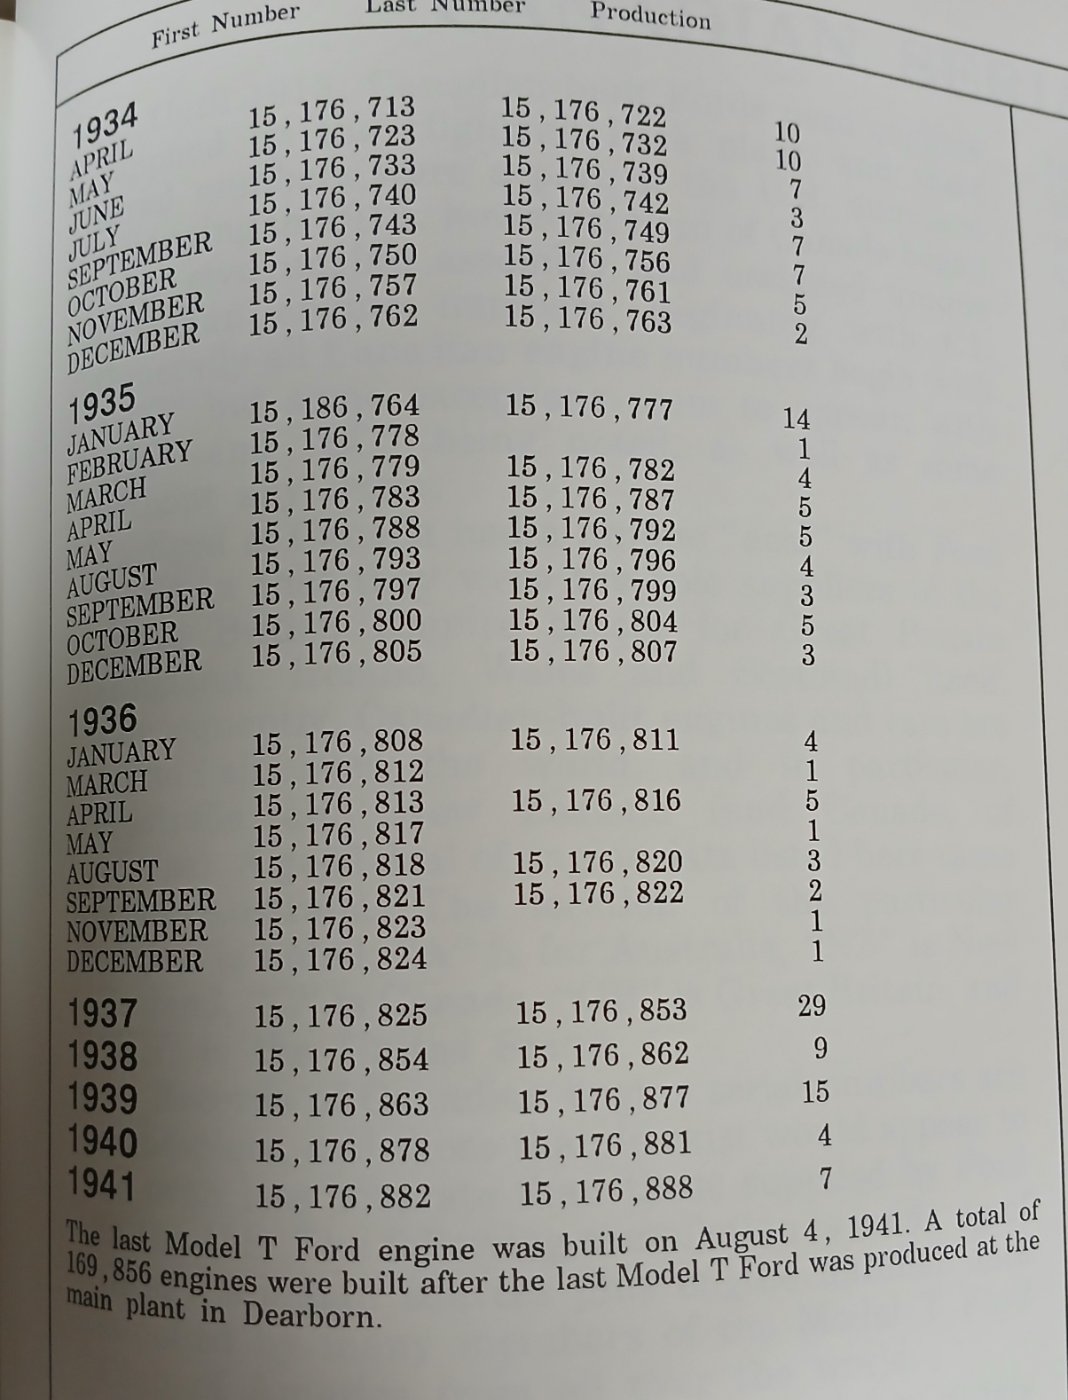 First Number Last Number Production
1934
APRIL 15,176,713 15,176,722 10
MAY 15,176,723 15,176,732 10
JUNE 15,176,733 15,176,739 7
JULY 15,176,740 15,176,742 3
SEPTEMBER 15,176,743 15,176,749 7
OCTOBER 15,176,750 15,176,756 7
NOVEMBER 15,176,757 15,176,761 5
DECEMBER 15,176,762 15,176,763 2
1935
JANUARY 15,186,764 15,176,777 14
FEBRUARY 15,176,778 1
MARCH 15,176,779 15,176,782 4
APRIL 15,176,783 15,176,787 5
MAY 15,176,788 15,176,792 5
AUGUST 15,176,793 15,176,796 4
SEPTEMBER 15,176,797 15,176,799 3
OCTOBER 15,176,800 15,176,804 5
DECEMBER 15,176,805 15,176,807 3
1936
JANUARY 15,176,808 15,176,811 4
MARCH 15,176,812 1
APRIL 15,176,813 15,176,816 5
MAY 15,176,817 1
AUGUST 15,176,818 15,176,820 3
SEPTEMBER 15,176,821 15,176,822 2
NOVEMBER 15,176,823 1
DECEMBER 15,176,824 1
1937 15,176,825 15,176,853 29
1938 15,176,854 15,176,862 9
1939 15,176,863 15,176,877 15
1940 15,176,878 15,176,881 4
1941 15,176,882 15,176,888 7
The last Model T Ford engine was built on August 4, 1941. A total of
169,856 engines were built after the last Model T Ford was produced at the
main plant in Dearborn.